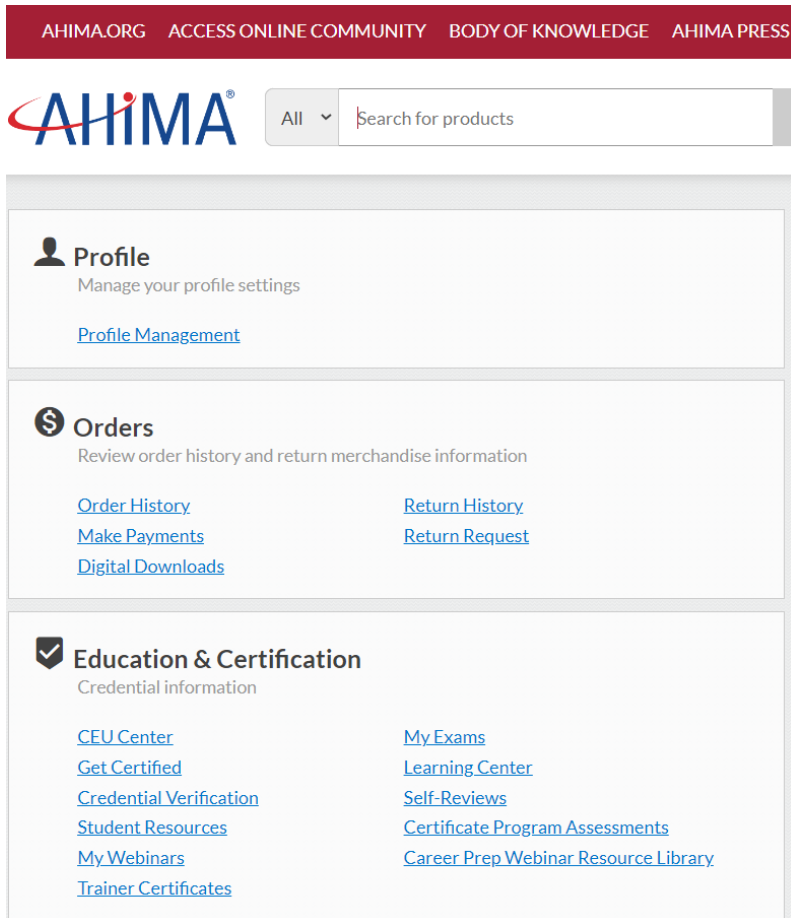 AHIMA.ORG ACCESS ONLINE COMMUNITY BODY OF KNOWLEDGE AHIMA PRESS
AHIMA®
All Search for products
Profile
Manage your profile settings
Profile Management
Orders
Review order history and return merchandise information
Order History Return History
Make Payments Return Request
Digital Downloads
Education & Certification
Credential information
CEU Center My Exams
Get Certified Learning Center
Credential Verification Self-Reviews
Student Resources Certificate Program Assessments
My Webinars Career Prep Webinar Resource Library
Trainer Certificates